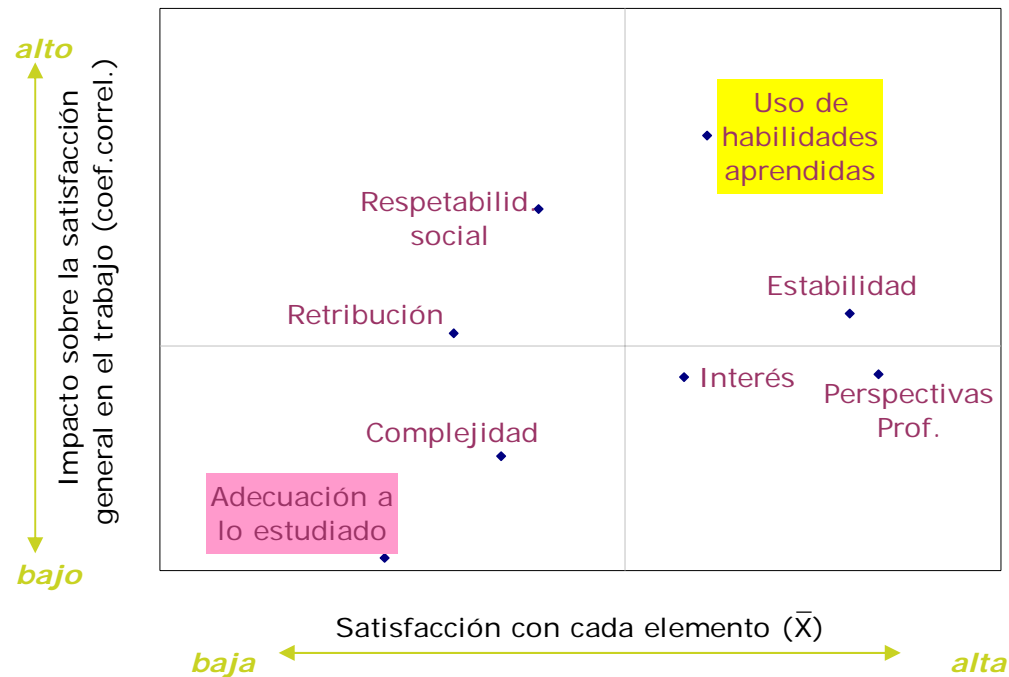 alto
Impacto sobre la satisfacción
general en el trabajo (coef.correl.)
bajo
Uso de
habilidades
aprendidas
Respetabilid.
social
Estabilidad
Retribución
Interés
Perspectivas
Prof.
Complejidad
Adecuación a
lo estudiado
Satisfacción con cada elemento (X̅)
baja
alta